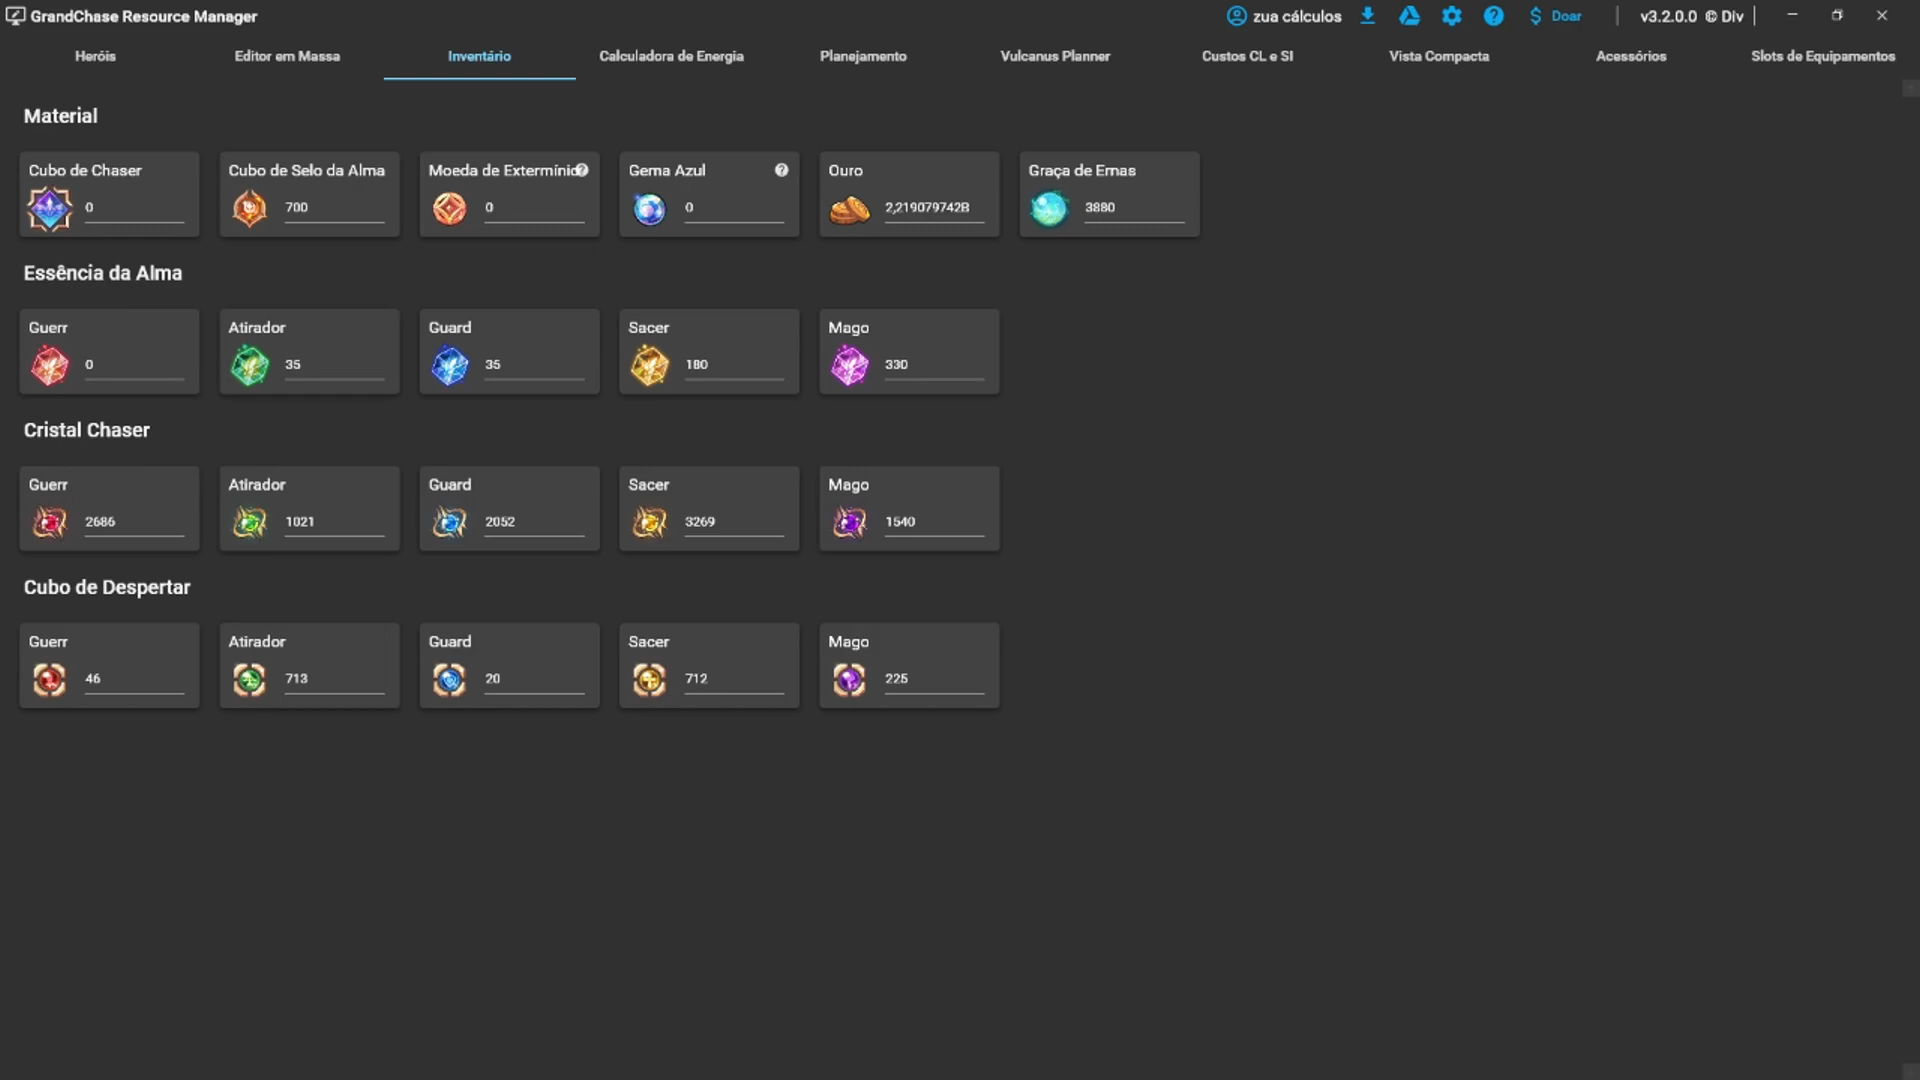 GrandChase Resource Manager
zua cálculos
$ Doar
v3.2.0.0 © Div
Heróis
Editor em Massa
Inventário
Calculadora de Energia
Planejamento
Vulcanus Planner
Custos CL e SI
Vista Compacta
Acessórios
Slots de Equipamentos
Material
Cubo de Chaser
0
Cubo de Selo da Alma
700
Moeda de Extermínio
0
Gema Azul
0
Ouro
2,219079742B
Graça de Ernas
3880
Essência da Alma
Guerr
0
Atirador
35
Guard
35
Sacer
180
Mago
330
Cristal Chaser
Guerr
2686
Atirador
1021
Guard
2052
Sacer
3269
Mago
1540
Cubo de Despertar
Guerr
46
Atirador
713
Guard
20
Sacer
712
Mago
225